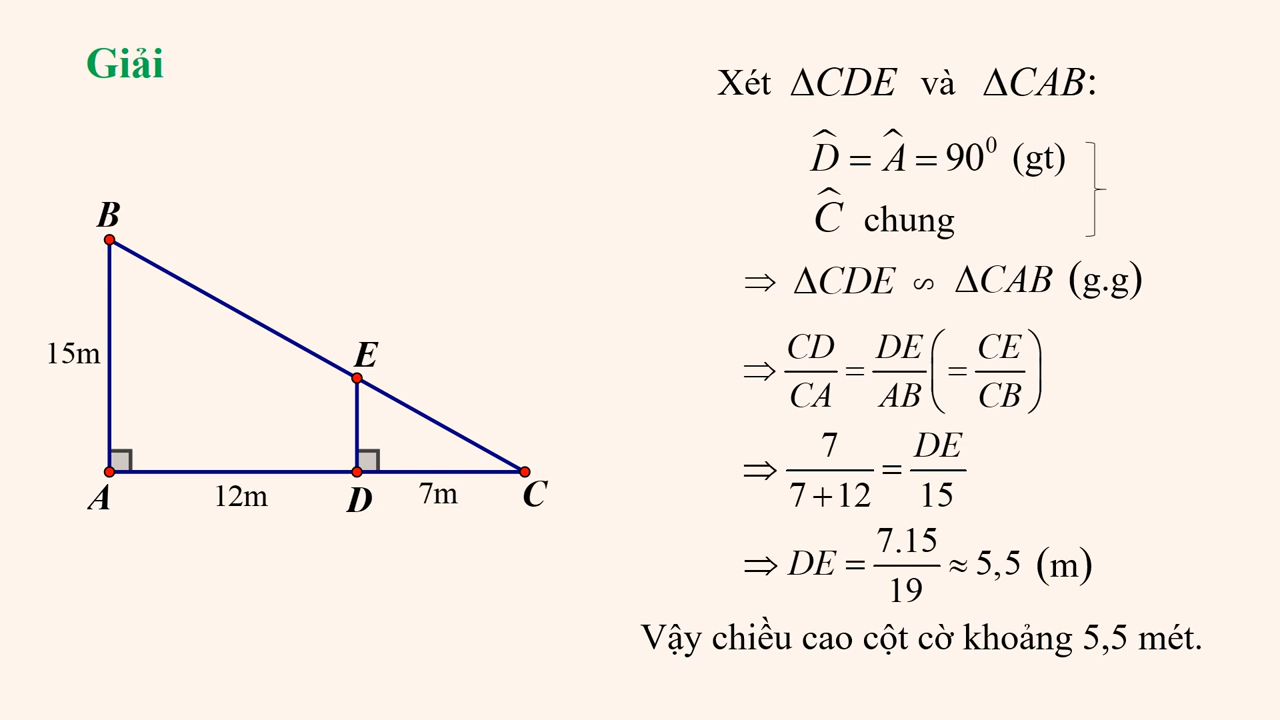 Giải
B
15m
E
A
12m
D
7m
C
Xét ΔCDE và ΔCAB:
D̂ = Â = 90⁰ (gt)
Ĉ chung
⇒ ΔCDE ∽ ΔCAB (g.g)
⇒ CD/CA = DE/AB (= CE/CB)
⇒ 7/(7+12) = DE/15
⇒ DE = 7.15/19 ≈ 5,5 (m)
Vậy chiều cao cột cờ khoảng 5,5 mét.